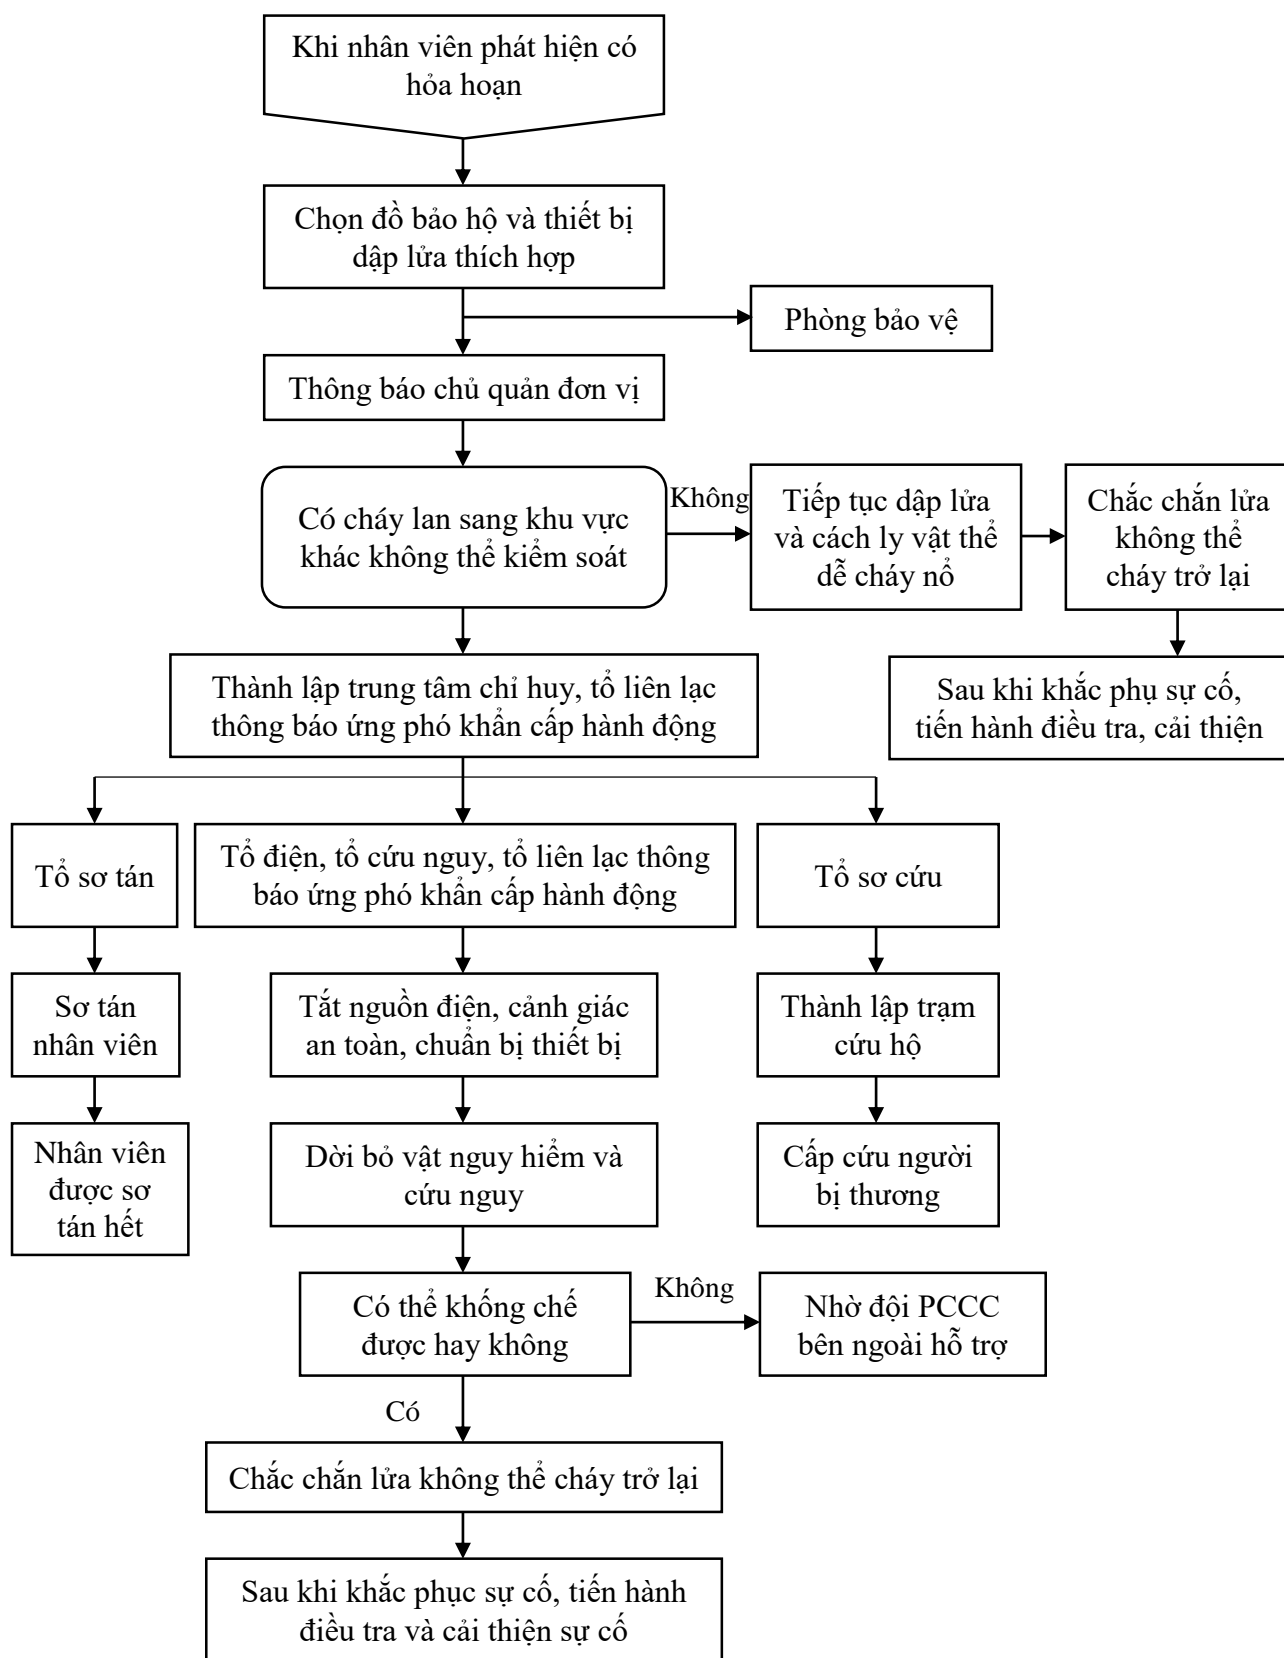 Khi nhân viên phát hiện có
hỏa hoạn
Chọn đồ bảo hộ và thiết bị
dập lửa thích hợp
Phòng bảo vệ
Thông báo chủ quản đơn vị
Có cháy lan sang khu vực
khác không thể kiểm soát
Không
Tiếp tục dập lửa
và cách ly vật thể
dễ cháy nổ
Chắc chắn lửa
không thể
cháy trở lại
Thành lập trung tâm chỉ huy, tổ liên lạc
thông báo ứng phó khẩn cấp hành động
Sau khi khắc phụ sự cố,
tiến hành điều tra, cải thiện
Tổ sơ tán
Tổ điện, tổ cứu nguy, tổ liên lạc thông
báo ứng phó khẩn cấp hành động
Tổ sơ cứu
Sơ tán
nhân viên
Tắt nguồn điện, cảnh giác
an toàn, chuẩn bị thiết bị
Thành lập trạm
cứu hộ
Nhân viên
được sơ
tán hết
Dời bỏ vật nguy hiểm và
cứu nguy
Cấp cứu người
bị thương
Có thể khống chế
được hay không
Không
Nhờ đội PCCC
bên ngoài hỗ trợ
Có
Chắc chắn lửa không thể cháy trở lại
Sau khi khắc phục sự cố, tiến hành
điều tra và cải thiện sự cố